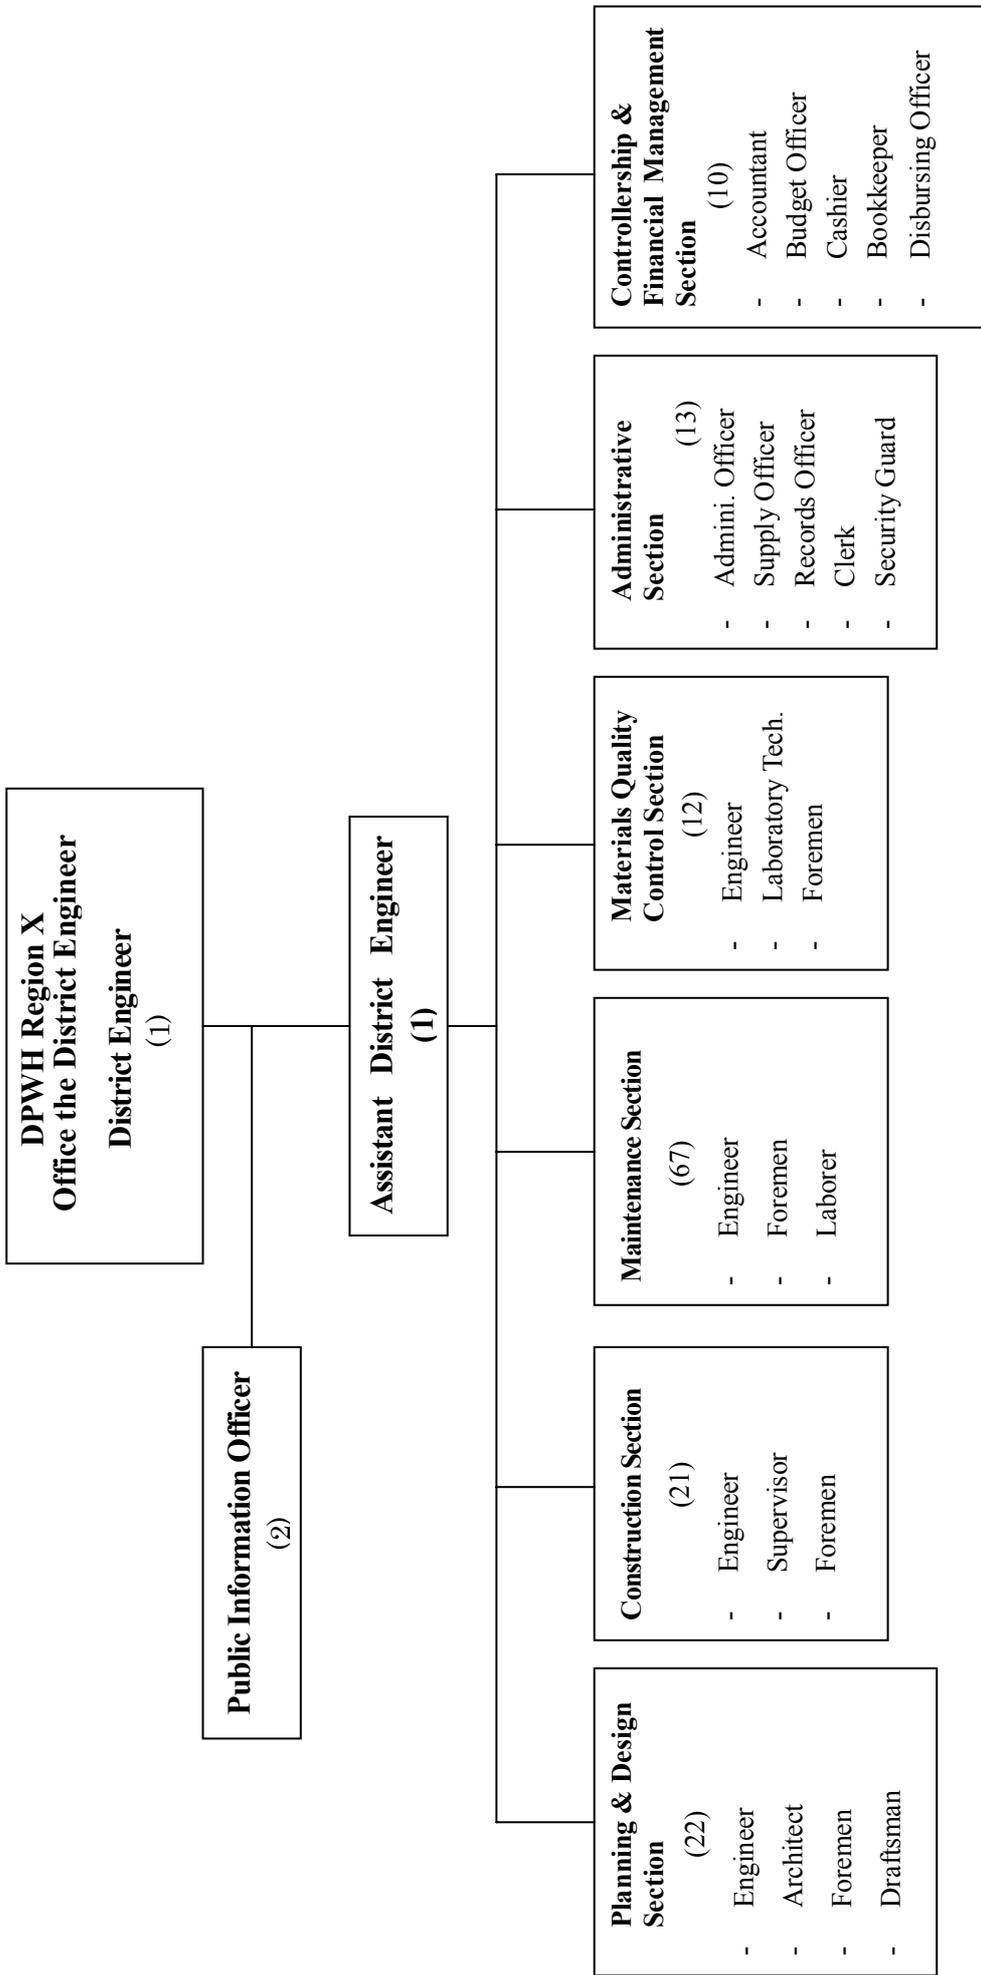 DPWH Region X
Office the District Engineer
District Engineer
(1)
Public Information Officer
(2)
Assistant District Engineer
(1)
Planning & Design
Section
(22)
- Engineer
- Architect
- Foremen
- Draftsman
Construction Section
(21)
- Engineer
- Supervisor
- Foremen
Maintenance Section
(67)
- Engineer
- Foremen
- Laborer
Materials Quality
Control Section
(12)
- Engineer
- Laboratory Tech.
- Foremen
Administrative
Section
(13)
- Admini. Officer
- Supply Officer
- Records Officer
- Clerk
- Security Guard
Controllership &
Financial Management
Section
(10)
- Accountant
- Budget Officer
- Cashier
- Bookkeeper
- Disbursing Officer